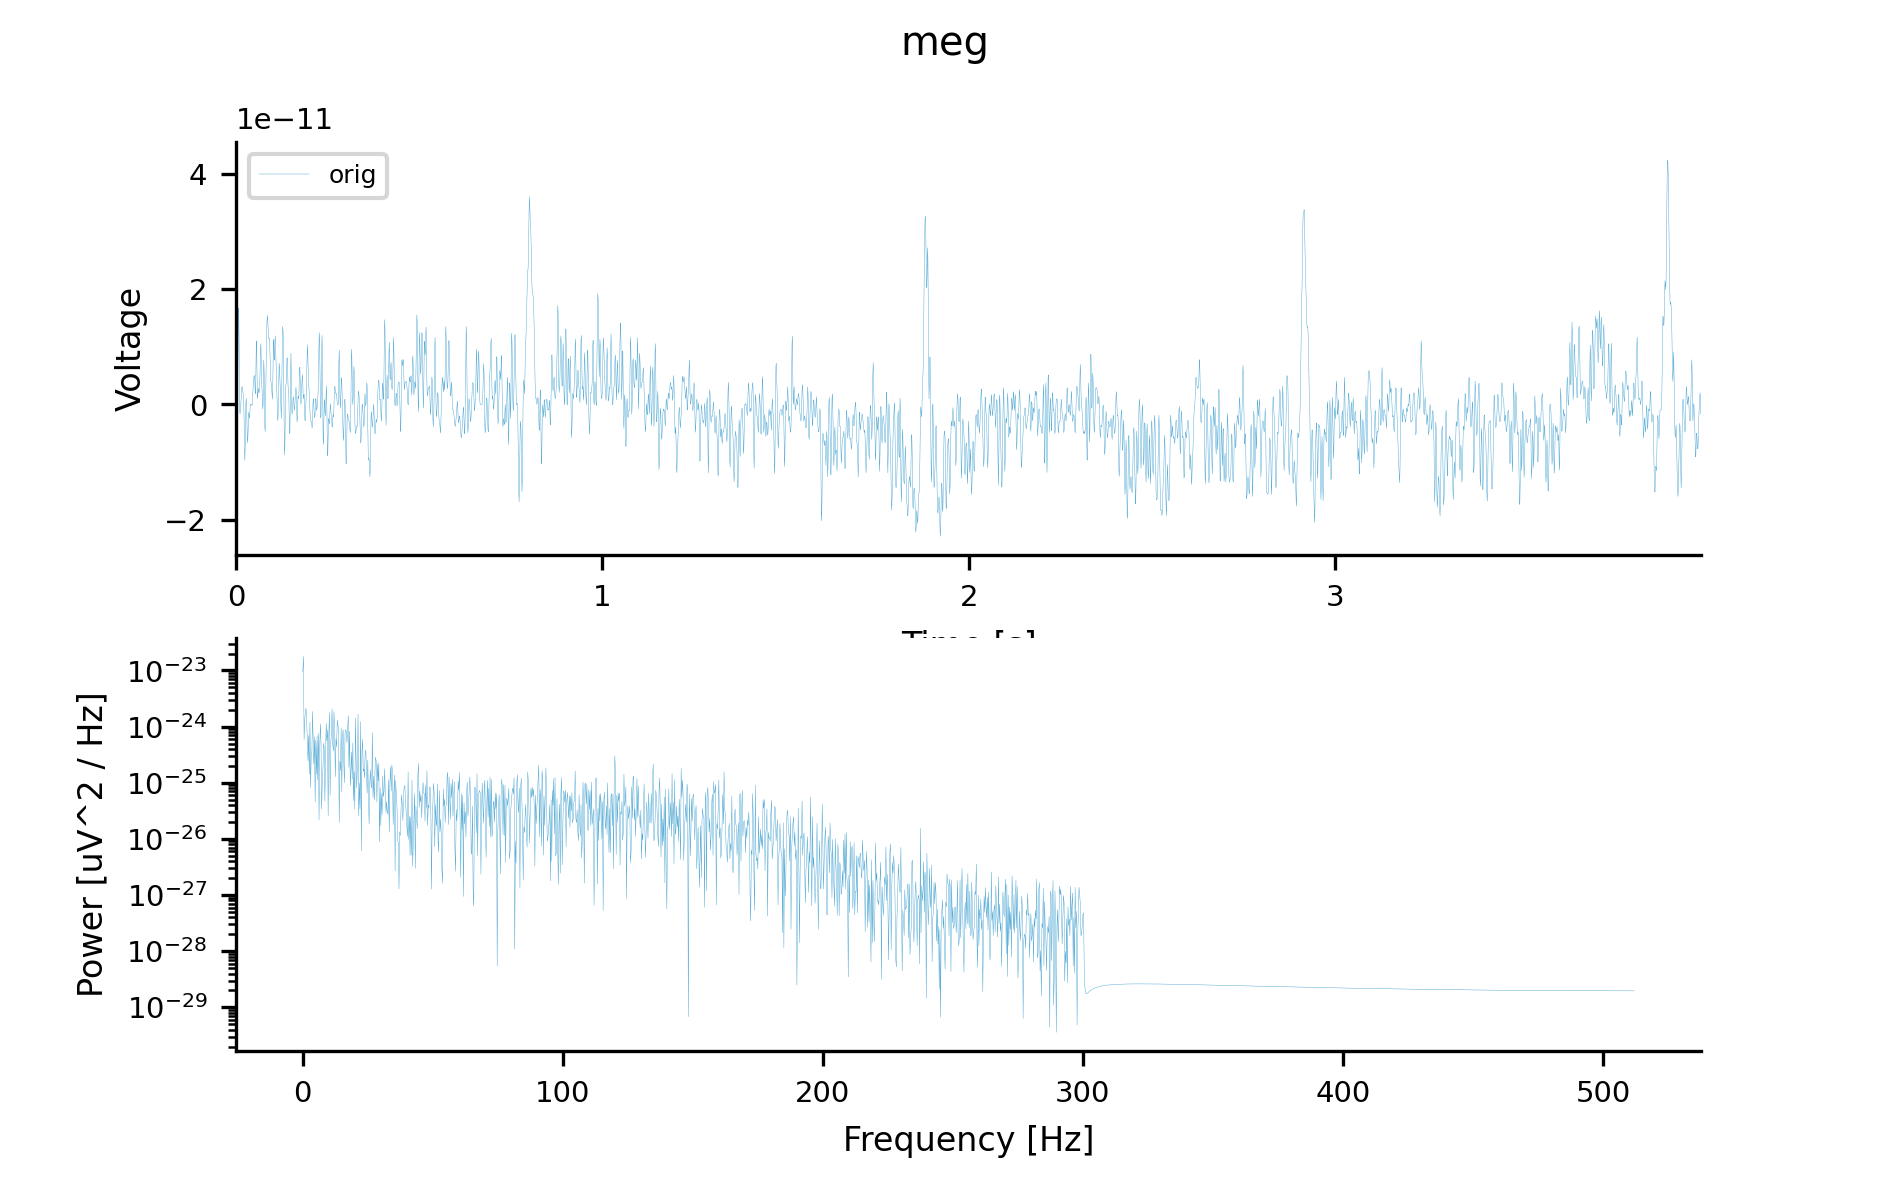 meg
1e−11
orig
4
2
0
−2
Voltage
0 1 2 3
Time [s]
10^−23
10^−24
10^−25
10^−26
10^−27
10^−28
10^−29
Power [uV^2 / Hz]
0 100 200 300 400 500
Frequency [Hz]